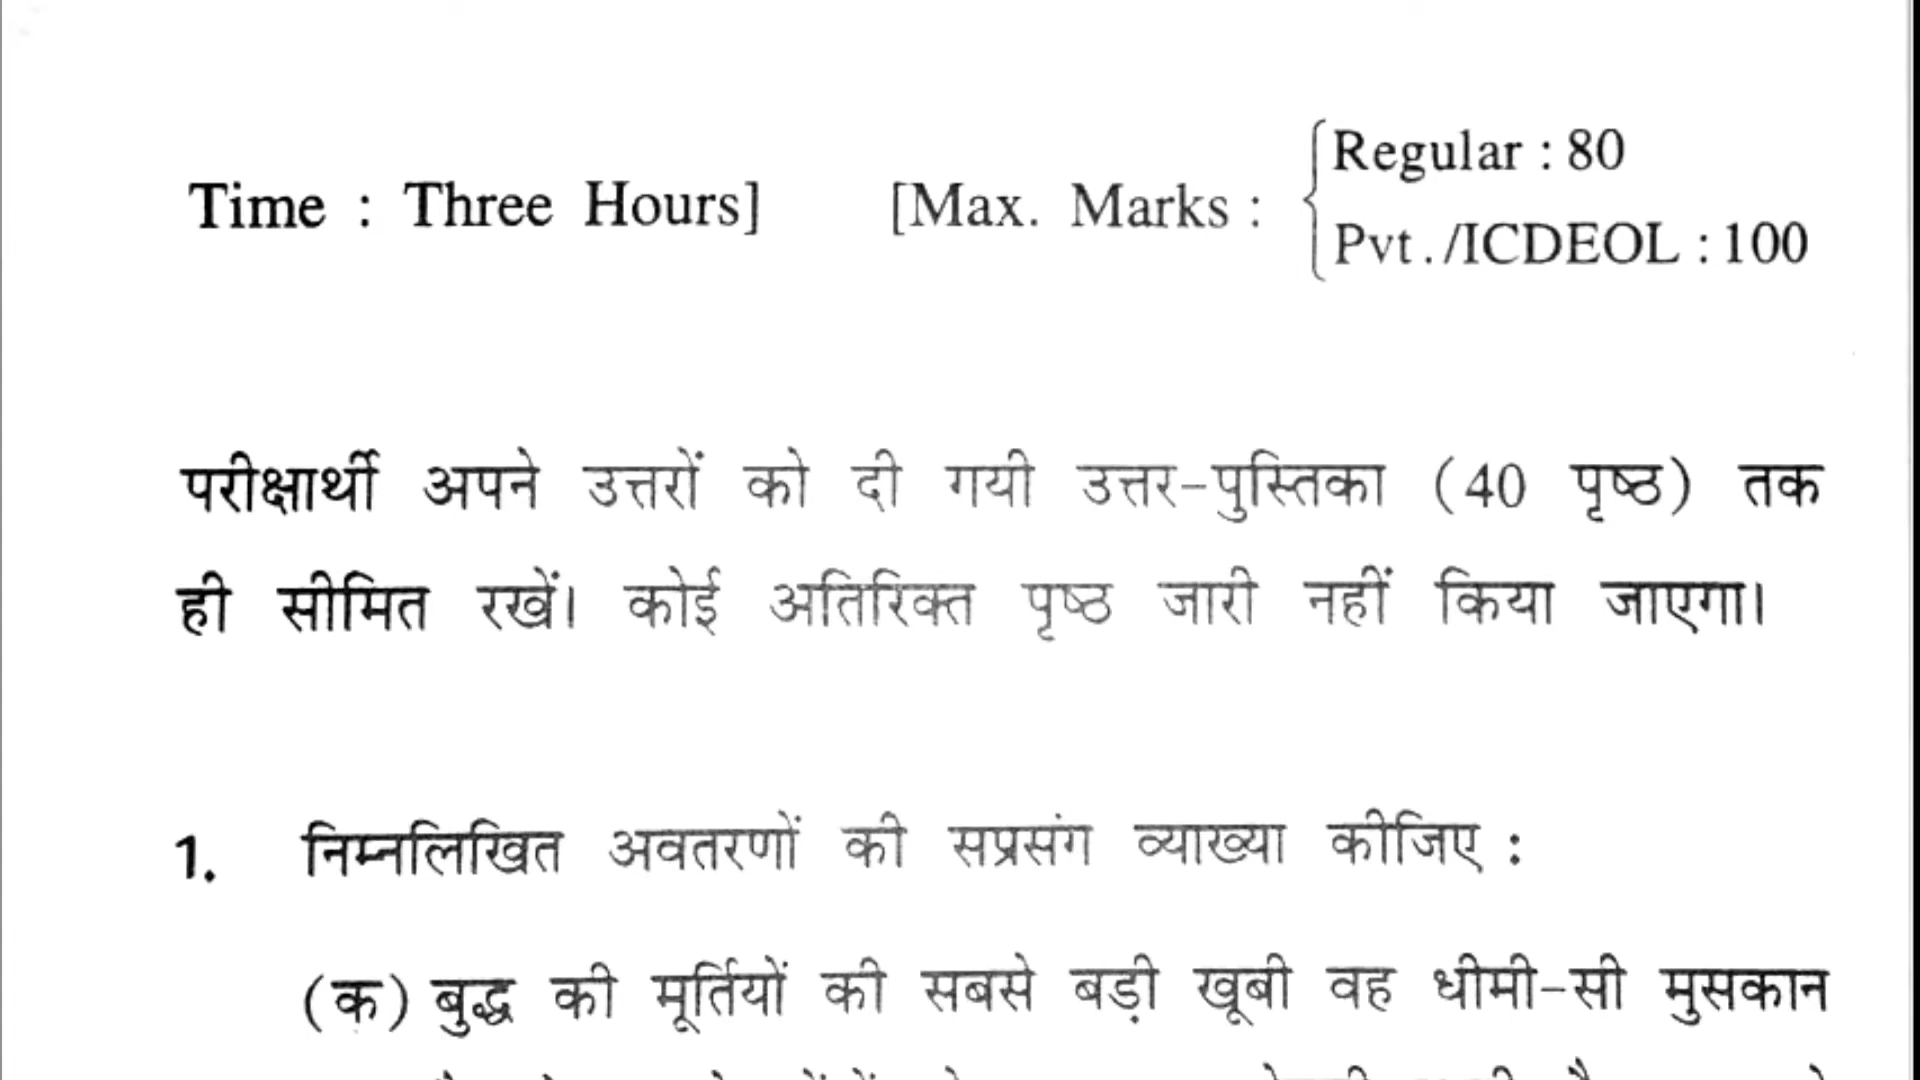 Time : Three Hours] [Max. Marks : { Regular : 80
Pvt./ICDEOL : 100
परीक्षार्थी अपने उत्तरों को दी गयी उत्तर-पुस्तिका (40 पृष्ठ) तक
ही सीमित रखें। कोई अतिरिक्त पृष्ठ जारी नहीं किया जाएगा।
1. निम्नलिखित अवतरणों की सप्रसंग व्याख्या कीजिए :
(क) बुद्ध की मूर्तियों की सबसे बड़ी खूबी वह धीमी-सी मुसकान